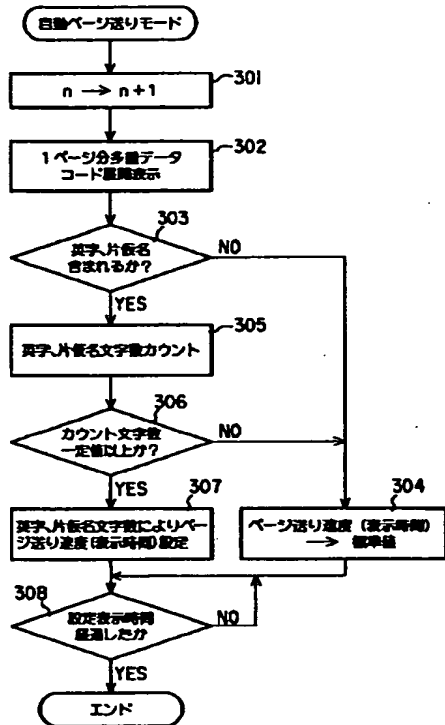 自動ページ送りモード
301
n → n+1
302
1ページ分多重データ
コード展開表示
303
英字、片仮名
含まれるか?
NO
YES
305
英字、片仮名文字数カウント
306
カウント文字数
一定値以上か?
NO
YES
307
英字、片仮名文字数によりペー
ジ送り速度(表示時間)設定
304
ページ送り速度(表示時間)
→ 標準値
308
設定表示時間
経過したか
NO
YES
エンド